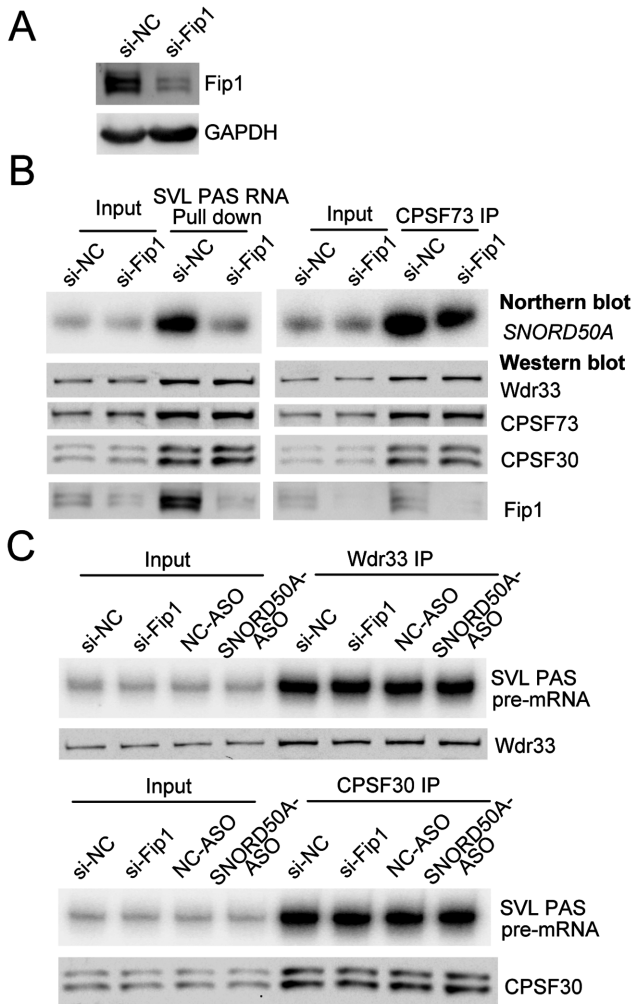 A
si-NC
si-Fip1
Fip1
GAPDH
B
Input
SVL PAS RNA
Pull down
Input
CPSF73 IP
si-NC
si-Fip1
si-NC
si-Fip1
si-NC
si-Fip1
si-NC
si-Fip1
Northern blot
SNORD50A
Western blot
Wdr33
CPSF73
CPSF30
Fip1
C
Input
Wdr33 IP
si-NC
si-Fip1
NC-ASO
SNORD50A-
ASO
si-NC
si-Fip1
NC-ASO
SNORD50A-
ASO
SVL PAS
pre-mRNA
Wdr33
Input
CPSF30 IP
si-NC
si-Fip1
NC-ASO
SNORD50A-
ASO
si-NC
si-Fip1
NC-ASO
SNORD50A-
ASO
SVL PAS
pre-mRNA
CPSF30